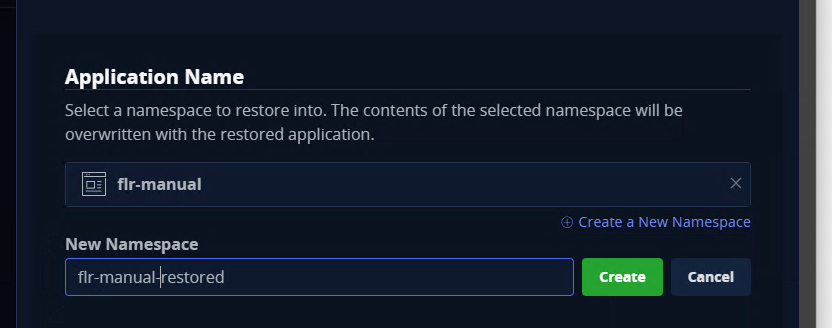 Application Name
Select a namespace to restore into. The contents of the selected namespace will be
overwritten with the restored application.
flr-manual
Create a New Namespace
New Namespace
flr-manual-restored
Create
Cancel